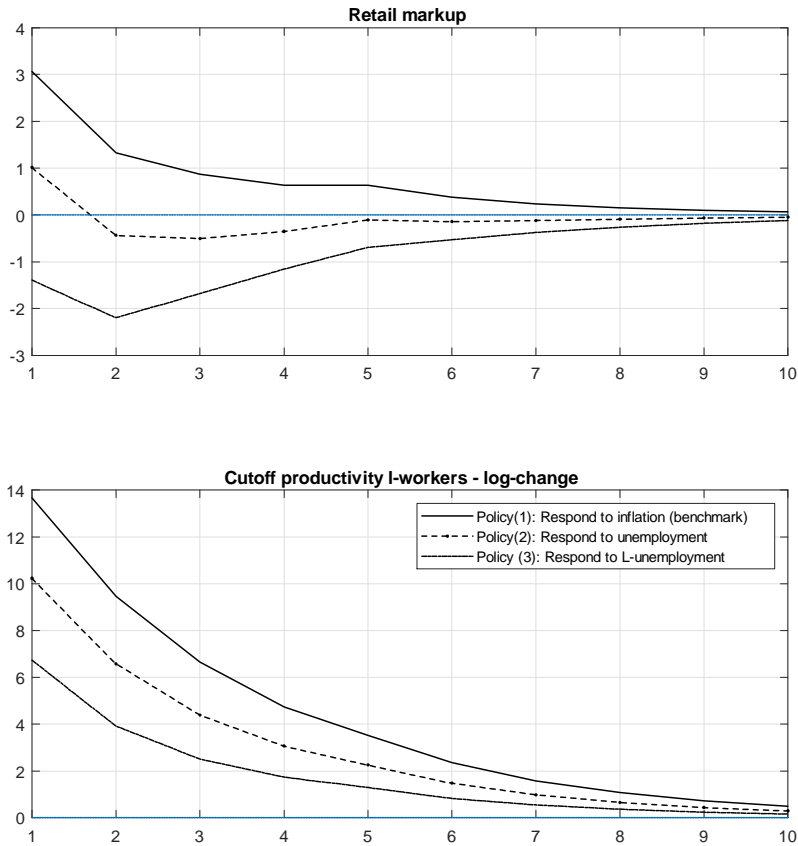 Retail markup
4
3
2
1
0
-1
-2
-3
1 2 3 4 5 6 7 8 9 10
Cutoff productivity l-workers - log-change
14
12
10
8
6
4
2
0
Policy(1): Respond to inflation (benchmark)
Policy(2): Respond to unemployment
Policy (3): Respond to L-unemployment
1 2 3 4 5 6 7 8 9 10